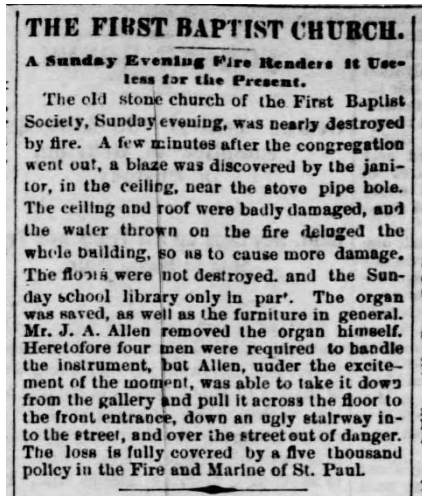 THE FIRST BAPTIST CHURCH.
A Sunday Evening Fire Renders it Use-
less for the Present.
The old stone church of the First Baptist
Society, Sunday evening, was nearly destroyed
by fire. A few minutes after the congregation
went out, a blaze was discovered by the jani-
tor, in the ceiling, near the stove pipe hole.
The ceiling and roof were badly damaged, and
the water thrown on the fire deluged the
whole building, so as to cause more damage.
The floors were not destroyed. and the Sun-
day school library only in part. The organ
was saved, as well as the furniture in general.
Mr. J. A. Allen removed the organ himself.
Heretofore four men were required to handle
the instrument, but Allen, under the excite-
ment of the moment, was able to take it down
from the gallery and pull it across the floor to
the front entrance, down an ugly stairway in-
to the street, and over the street out of danger.
The loss is fully covered by a five thousand
policy in the Fire and Marine of St. Paul.